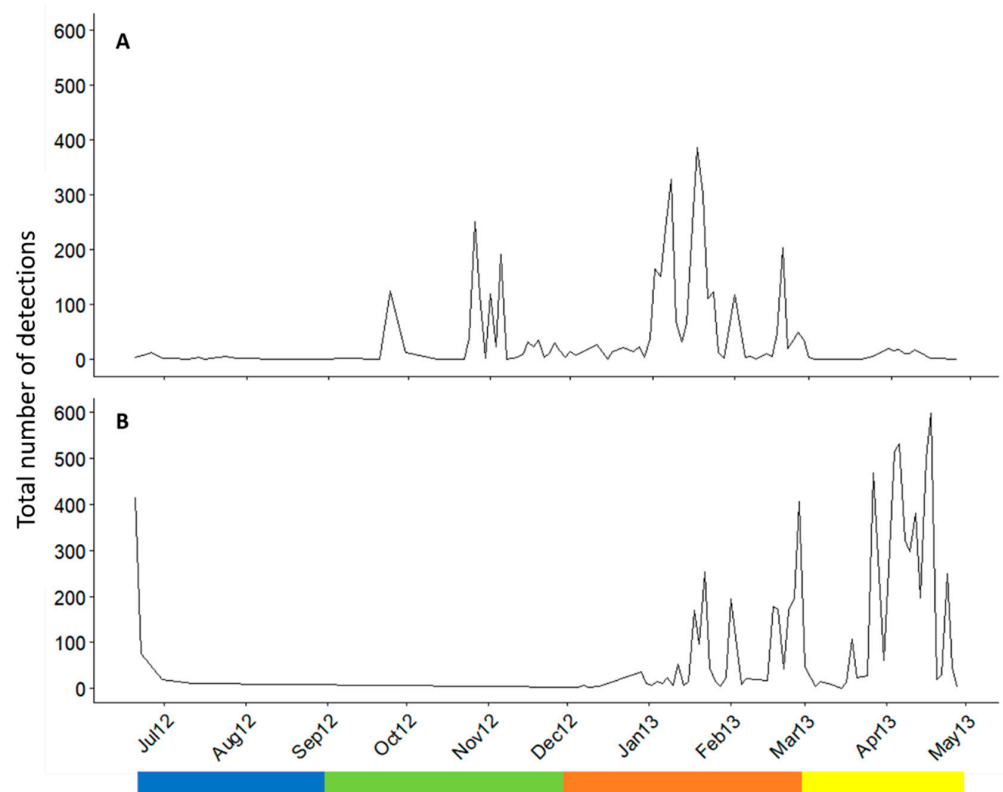 A
600
500
400
300
200
100
0
Total number of detections
B
600
500
400
300
200
100
0
Jul12
Aug12
Sep12
Oct12
Nov12
Dec12
Jan13
Feb13
Mar13
Apr13
May13